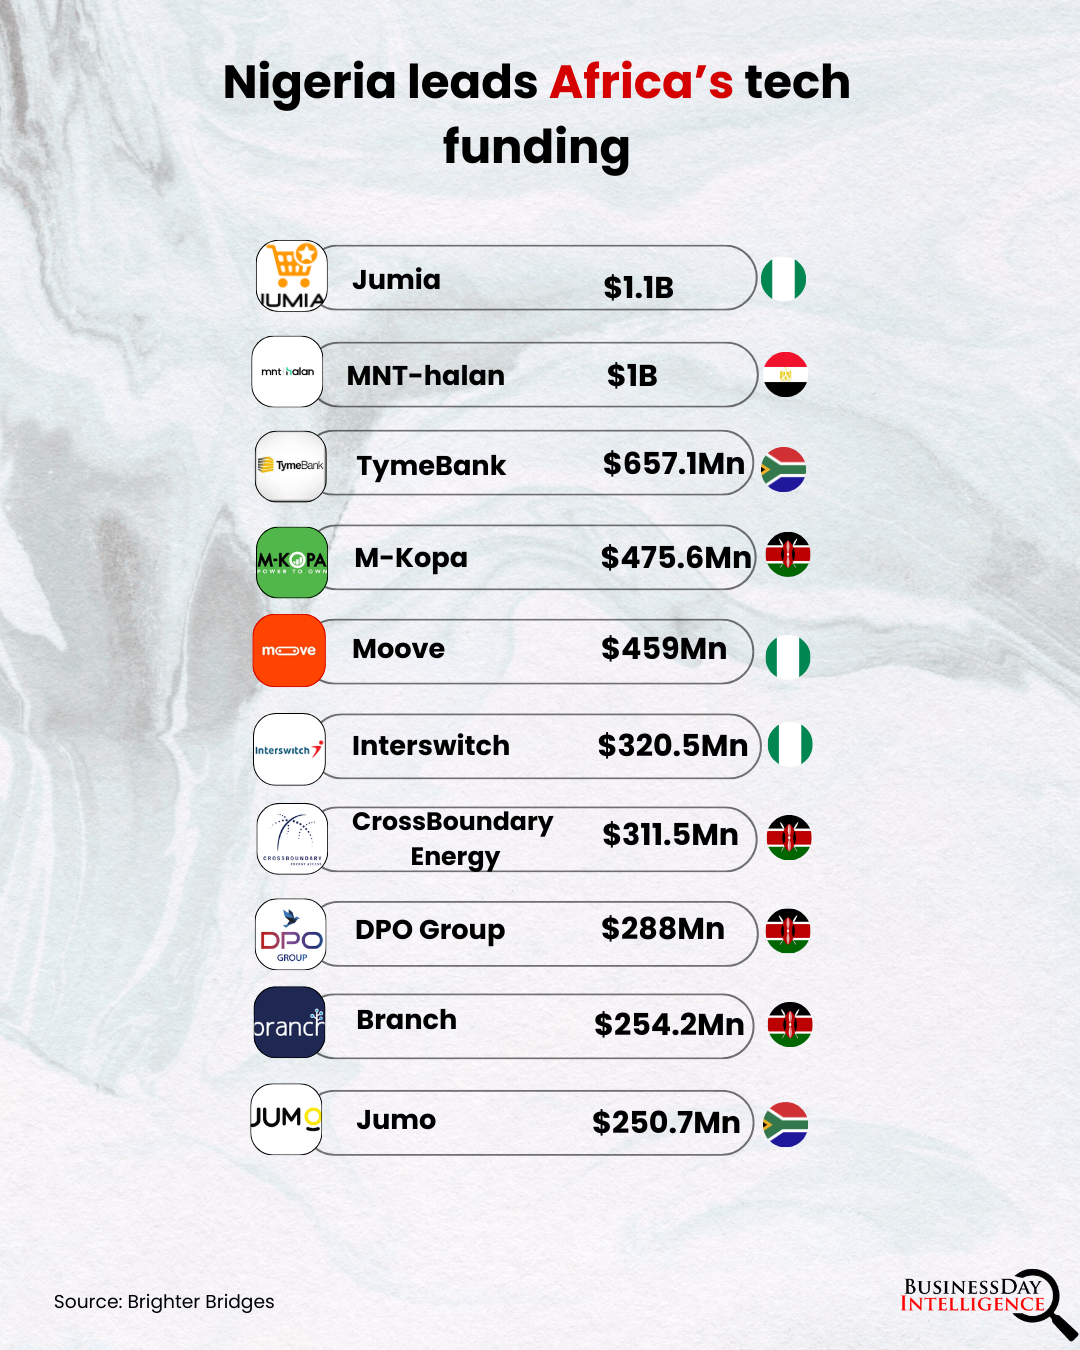 Nigeria leads Africa's tech
funding
JUMIA
Jumia
$1.1B
mnt halan
MNT-halan
$1B
TymeBank
TymeBank
$657.1Mn
M-KOPA
POWER TO OWN
M-Kopa
$475.6Mn
moove
Moove
$459Mn
Interswitch
Interswitch
$320.5Mn
CROSSBOUNDARY
ENERGY ACCESS
CrossBoundary
Energy
$311.5Mn
DPO
GROUP
DPO Group
$288Mn
branch
Branch
$254.2Mn
JUMO
Jumo
$250.7Mn
Source: Brighter Bridges
BUSINESSDAY
INTELLIGENCE